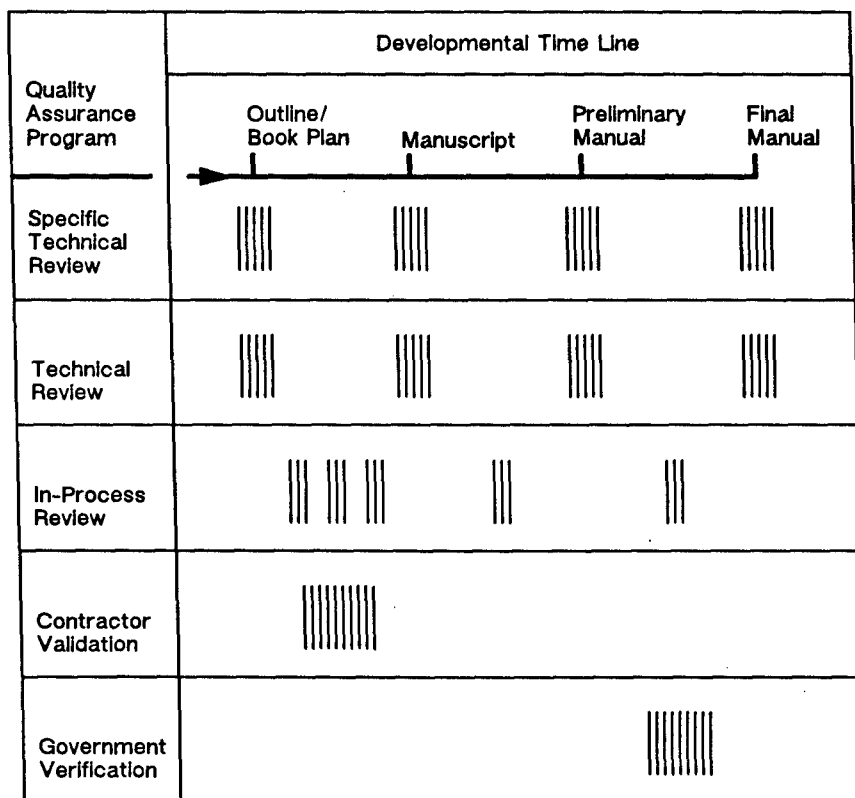 Developmental Time Line
Quality
Assurance
Program
Outline/
Book Plan
Manuscript
Preliminary
Manual
Final
Manual
Specific
Technical
Review
Technical
Review
In-Process
Review
Contractor
Validation
Government
Verification